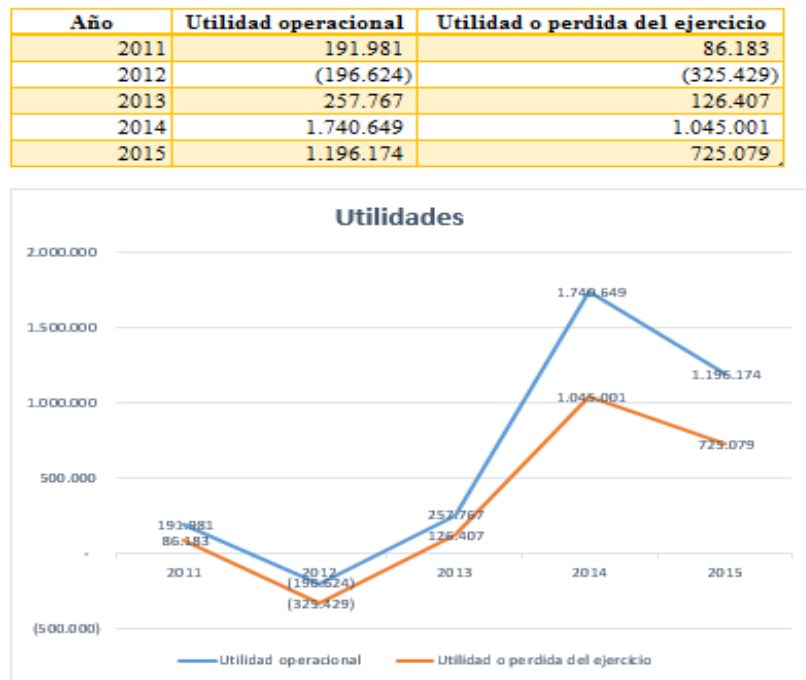 Año Utilidad operacional Utilidad o perdida del ejercicio
2011 191.981 86.183
2012 (196.624) (325.429)
2013 257.767 126.407
2014 1.740.649 1.045.001
2015 1.196.174 725.079
Utilidades
2.000.000
1.740.649
1.500.000
1.196.174
1.000.000
1.045.001
725.079
500.000
257.767
191.981
126.407
86.183
-
2011 2012 2013 2014 2015
(196.624)
(325.429)
(500.000)
Utilidad operacional Utilidad o perdida del ejercicio